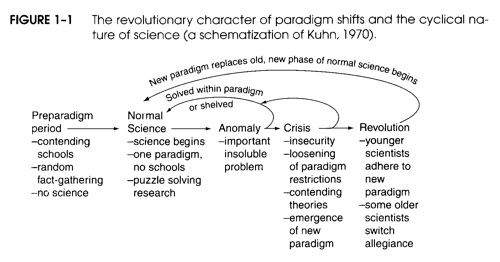 FIGURE 1-1 The revolutionary character of paradigm shifts and the cyclical na-
ture of science (a schematization of Kuhn, 1970).
New paradigm replaces old, new phase of normal science begins
Solved within paradigm
or shelved
Preparadigm
period
–contending
schools
–random
fact-gathering
–no science
Normal
Science
–science begins
–one paradigm,
no schools
–puzzle solving
research
Anomaly
–important
insoluble
problem
Crisis
–insecurity
–loosening
of paradigm
restrictions
–contending
theories
–emergence
of new
paradigm
Revolution
–younger
scientists
adhere to
new
paradigm
–some older
scientists
switch
allegiance